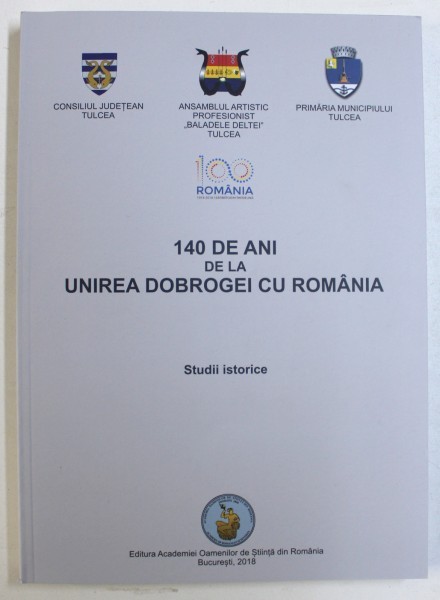 CONSILIUL JUDEȚEAN
TULCEA
ANSAMBLUL ARTISTIC
PROFESIONIST
„BALADELE DELTEI"
TULCEA
PRIMĂRIA MUNICIPIULUI
TULCEA
100
ROMÂNIA
140 DE ANI
DE LA
UNIREA DOBROGEI CU ROMÂNIA
Studii istorice
Editura Academiei Oamenilor de Știință din România
București, 2018